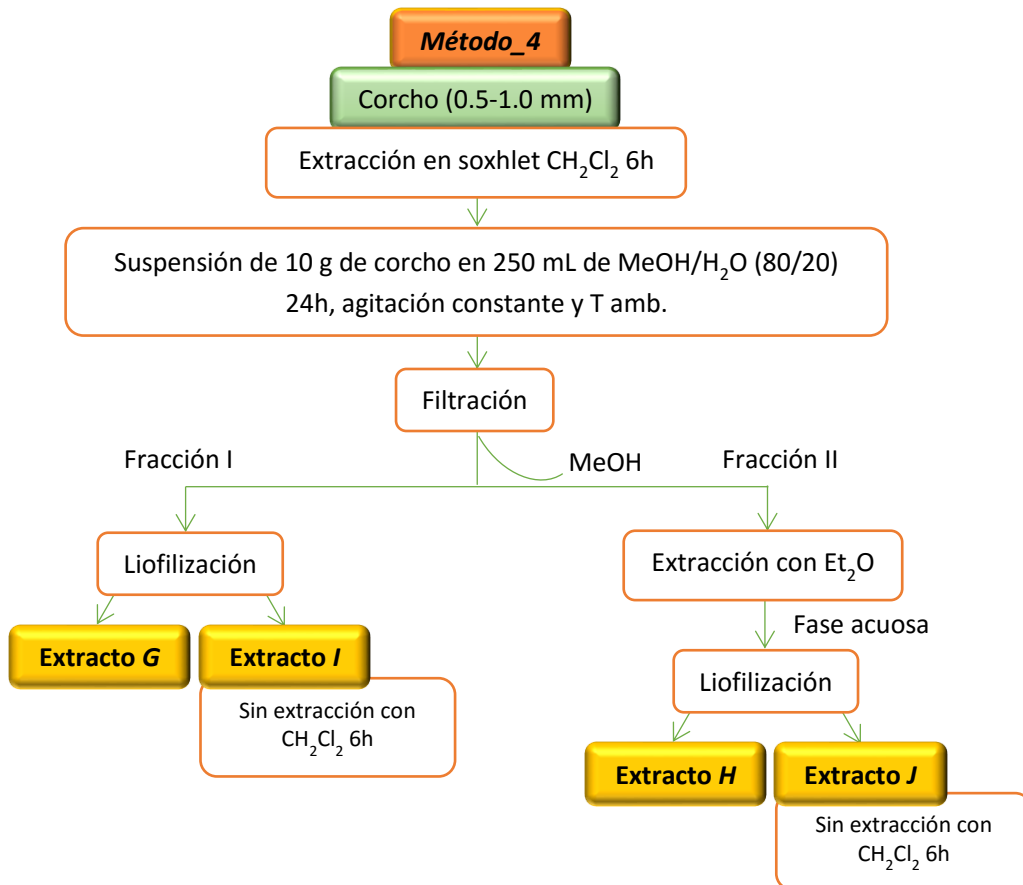 Método_4
Corcho (0.5-1.0 mm)
Extracción en soxhlet CH₂Cl₂ 6h
Suspensión de 10 g de corcho en 250 mL de MeOH/H₂O (80/20)
24h, agitación constante y T amb.
Filtración
Fracción I
MeOH
Fracción II
Liofilización
Extracción con Et₂O
Fase acuosa
Extracto G
Extracto I
Liofilización
Sin extracción con
CH₂Cl₂ 6h
Extracto H
Extracto J
Sin extracción con
CH₂Cl₂ 6h